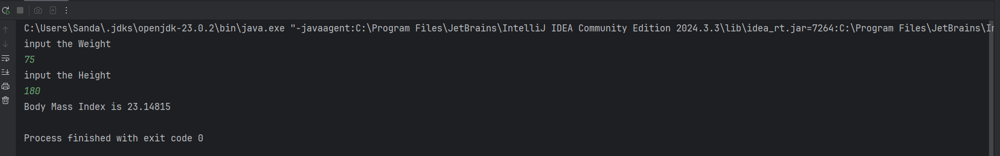 C:\Users\Sanda\.jdks\openjdk-23.0.2\bin\java.exe "-javaagent:C:\Program Files\JetBrains\IntelliJ IDEA Community Edition 2024.3.3\lib\idea_rt.jar=7264:C:\Program Files\JetBrains\In
input the Weight
75
input the Height
180
Body Mass Index is 23.14815
Process finished with exit code 0